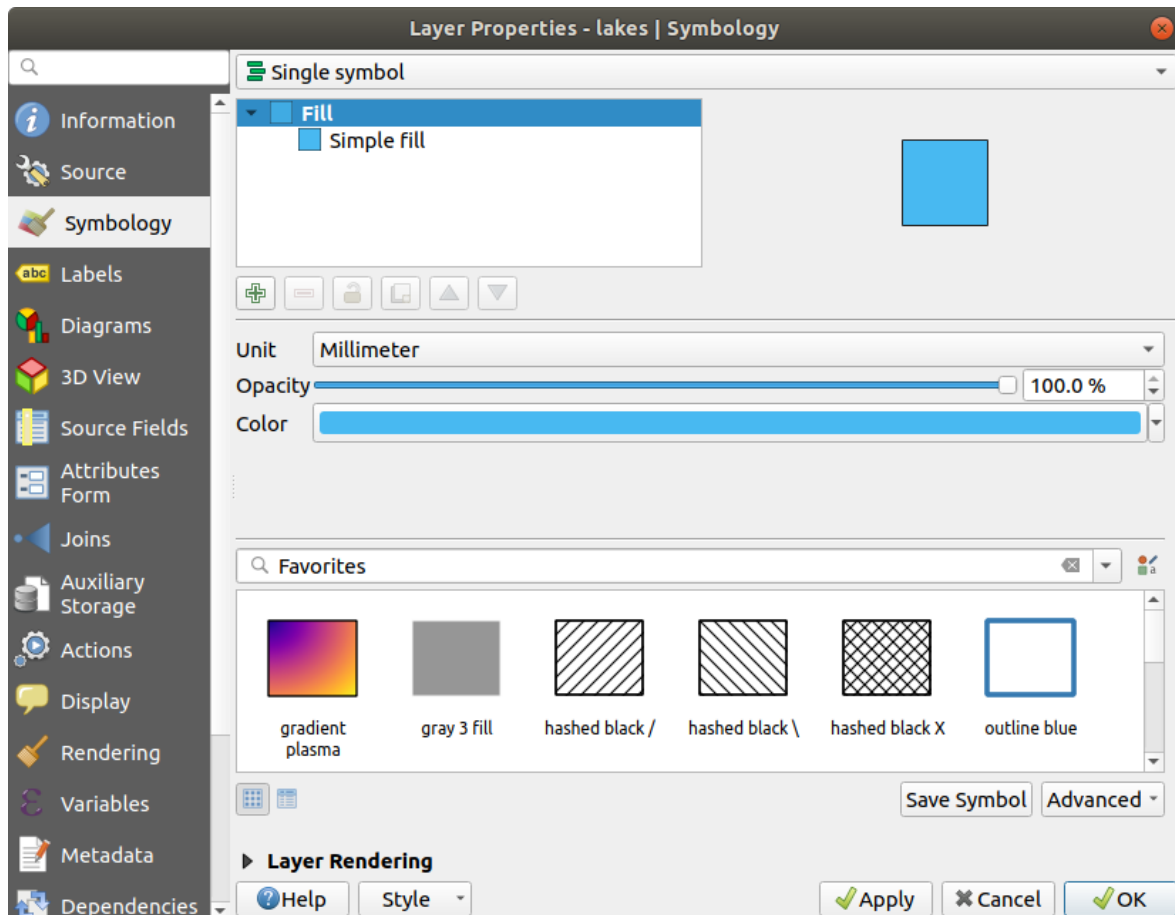 Layer Properties - lakes | Symbology
Single symbol
Information
Source
Symbology
abc Labels
Diagrams
3D View
Source Fields
Attributes
Form
Joins
Auxiliary
Storage
Actions
Display
Rendering
Variables
Metadata
Dependencies
Fill
Simple fill
Unit Millimeter
Opacity 100.0 %
Color
Favorites
gradient
plasma
gray 3 fill
hashed black /
hashed black \
hashed black X
outline blue
Save Symbol Advanced
Layer Rendering
Help Style Apply Cancel OK